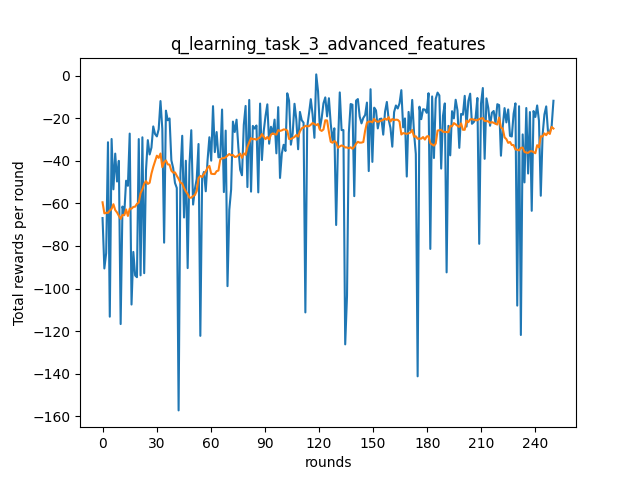 q_learning_task_3_advanced_features
Total rewards per round
0
−20
−40
−60
−80
−100
−120
−140
−160
0 30 60 90 120 150 180 210 240
rounds